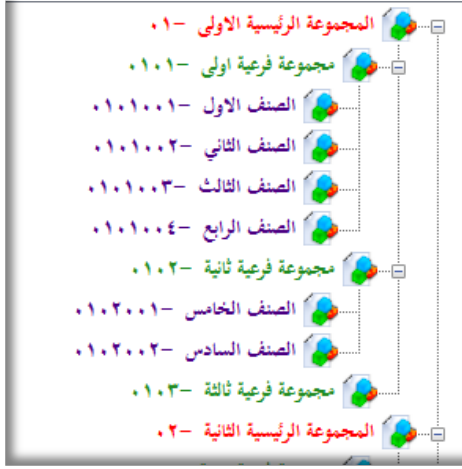 المجموعة الرئيسية الاولى -٠١
مجموعة فرعية اولى -٠١٠١
الصنف الاول -٠١٠١٠٠١
الصنف الثاني -٠١٠١٠٠٢
الصنف الثالث -٠١٠١٠٠٣
الصنف الرابع -٠١٠١٠٠٤
مجموعة فرعية ثانية -٠١٠٢
الصنف الخامس -٠١٠٢٠٠١
الصنف السادس -٠١٠٢٠٠٢
مجموعة فرعية ثالثة -٠١٠٣
المجموعة الرئيسية الثانية -٠٢